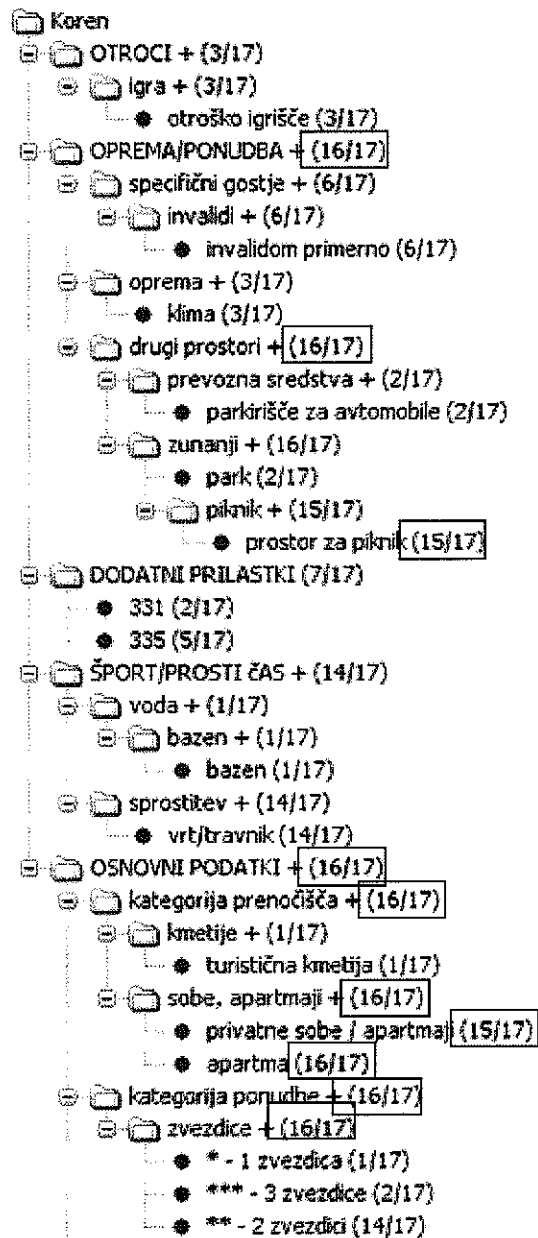 Koren
OTROCI + (3/17)
igra + (3/17)
otroško igrišče (3/17)
OPREMA/PONUDBA + (16/17)
specifični gostje + (6/17)
invalidi + (6/17)
invalidom primerno (6/17)
oprema + (3/17)
klima (3/17)
drugi prostori + (16/17)
prevozna sredstva + (2/17)
parkirišče za avtomobile (2/17)
zunanji + (16/17)
park (2/17)
piknik + (15/17)
prostor za piknik (15/17)
DODATNI PRILASTKI (7/17)
331 (2/17)
335 (5/17)
ŠPORT/PROSTI čAS + (14/17)
voda + (1/17)
bazen + (1/17)
bazen (1/17)
sprostitev + (14/17)
vrt/travnik (14/17)
OSNOVNI PODATKI + (16/17)
kategorija prenočišča + (16/17)
kmetije + (1/17)
turistična kmetija (1/17)
sobe, apartmaji + (16/17)
privatne sobe / apartmaji (15/17)
apartma (16/17)
kategorija ponudbe + (16/17)
zvezdice + (16/17)
* - 1 zvezdica (1/17)
*** - 3 zvezdice (2/17)
** - 2 zvezdici (14/17)